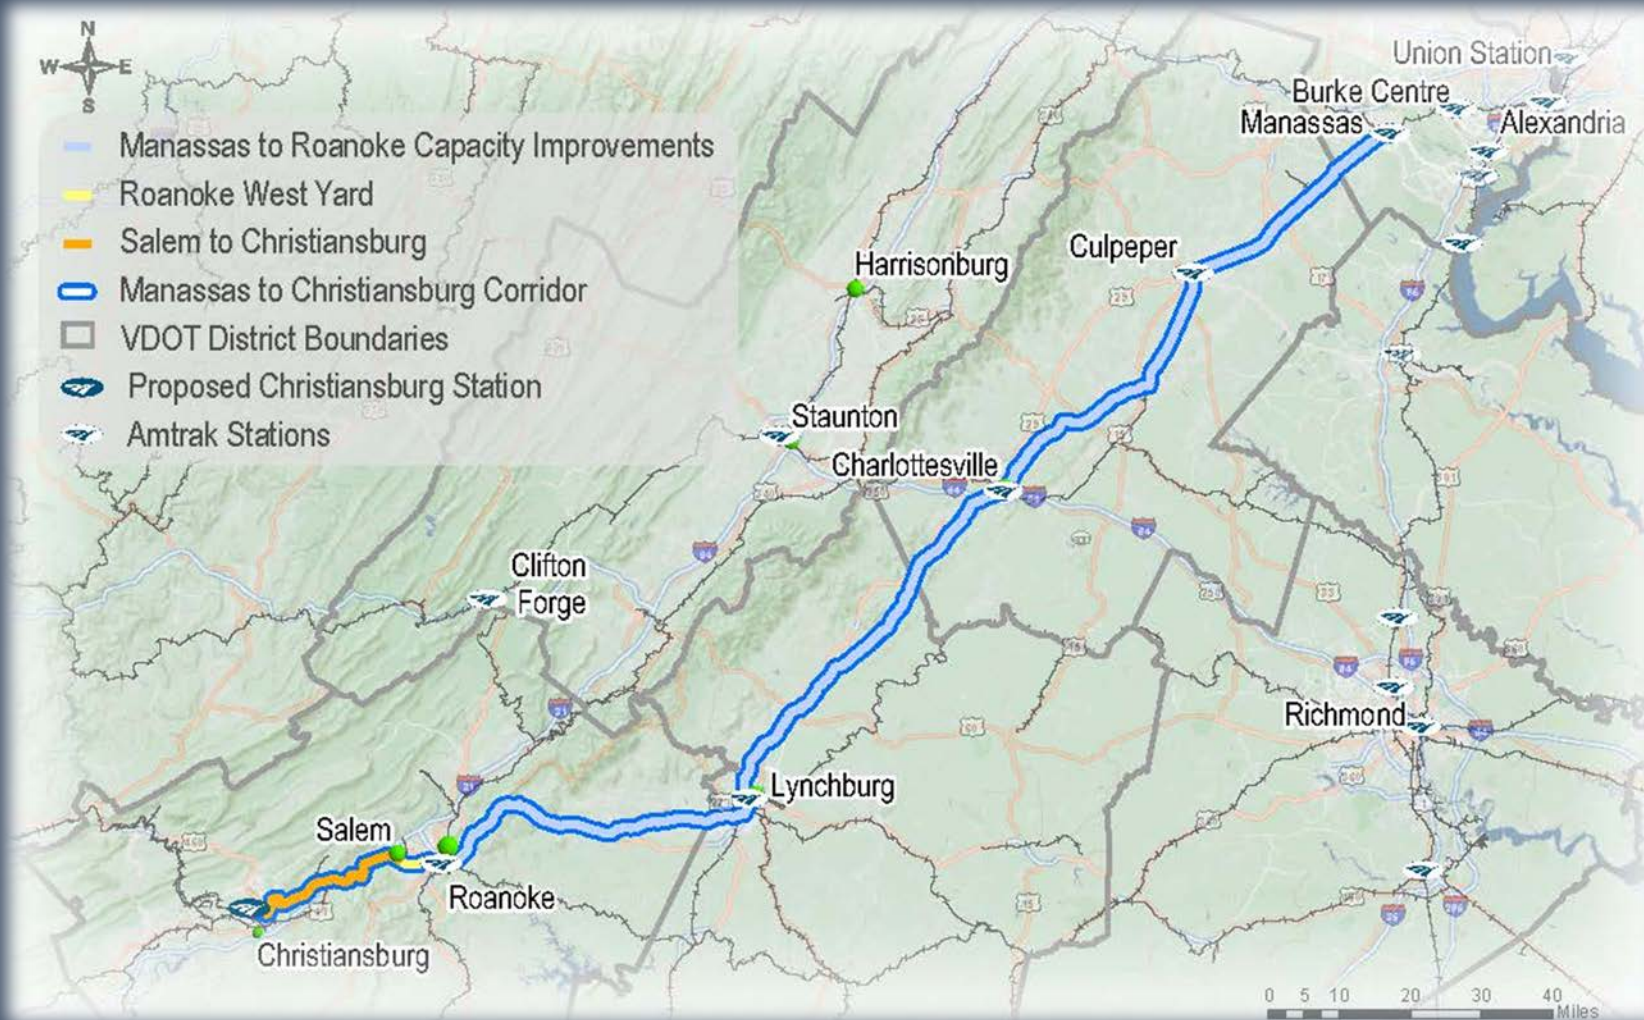 N
W E
S
Manassas to Roanoke Capacity Improvements
Roanoke West Yard
Salem to Christiansburg
Manassas to Christiansburg Corridor
VDOT District Boundaries
Proposed Christiansburg Station
Amtrak Stations
Union Station
Burke Centre
Manassas
Alexandria
Culpeper
Harrisonburg
Staunton
Charlottesville
Clifton
Forge
Richmond
Lynchburg
Salem
Roanoke
Christiansburg
0 5 10 20 30 40
Miles